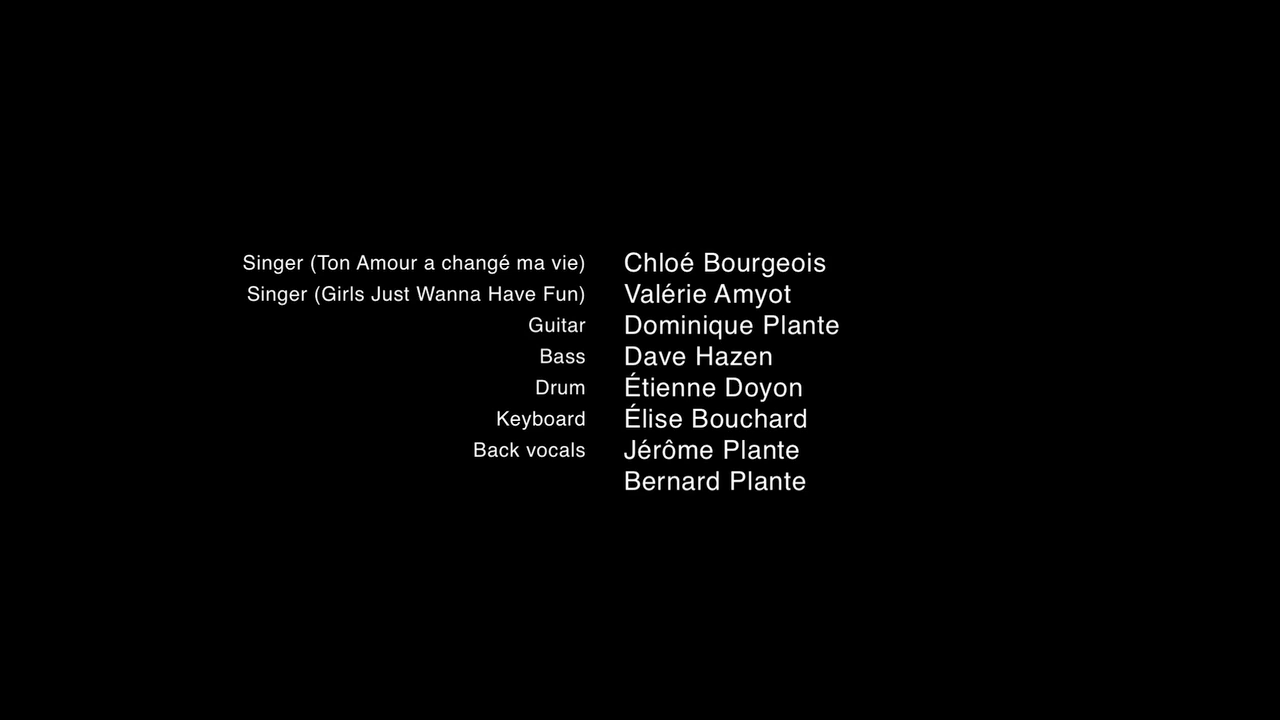 Singer (Ton Amour a changé ma vie) Chloé Bourgeois
Singer (Girls Just Wanna Have Fun) Valérie Amyot
Guitar Dominique Plante
Bass Dave Hazen
Drum Étienne Doyon
Keyboard Élise Bouchard
Back vocals Jérôme Plante
Bernard Plante